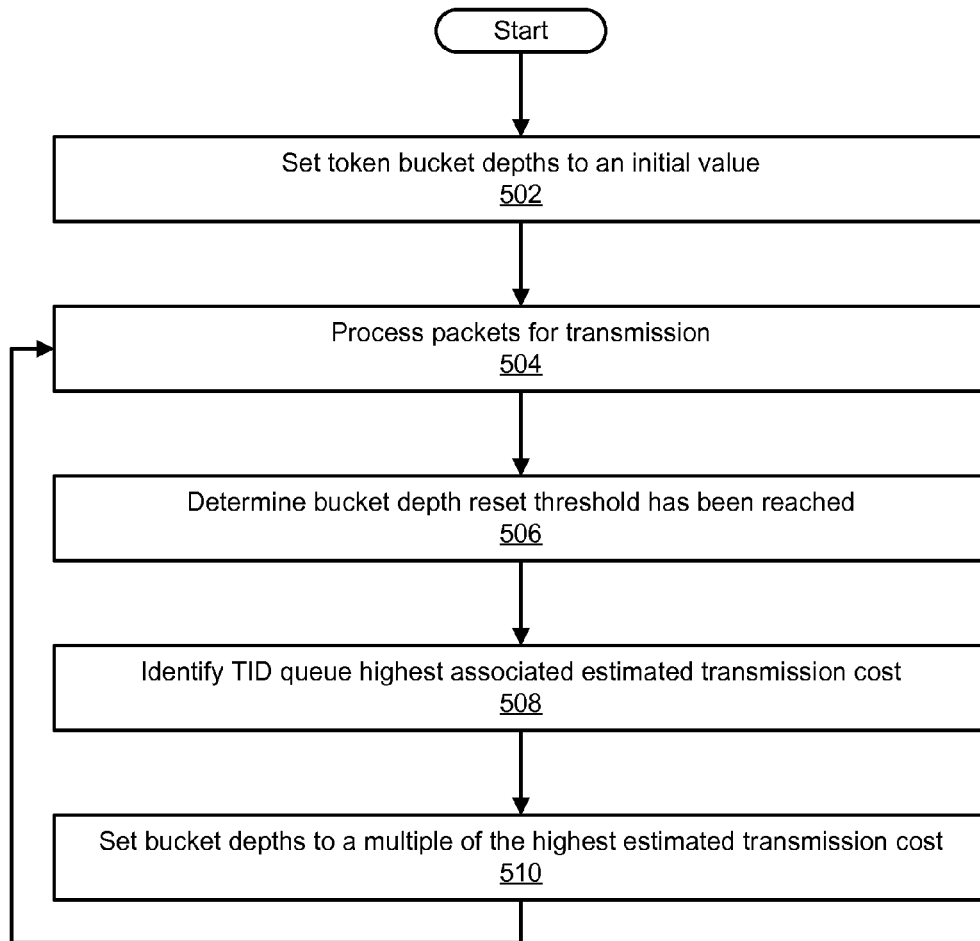 Start
Set token bucket depths to an initial value
502
Process packets for transmission
504
Determine bucket depth reset threshold has been reached
506
Identify TID queue highest associated estimated transmission cost
508
Set bucket depths to a multiple of the highest estimated transmission cost
510